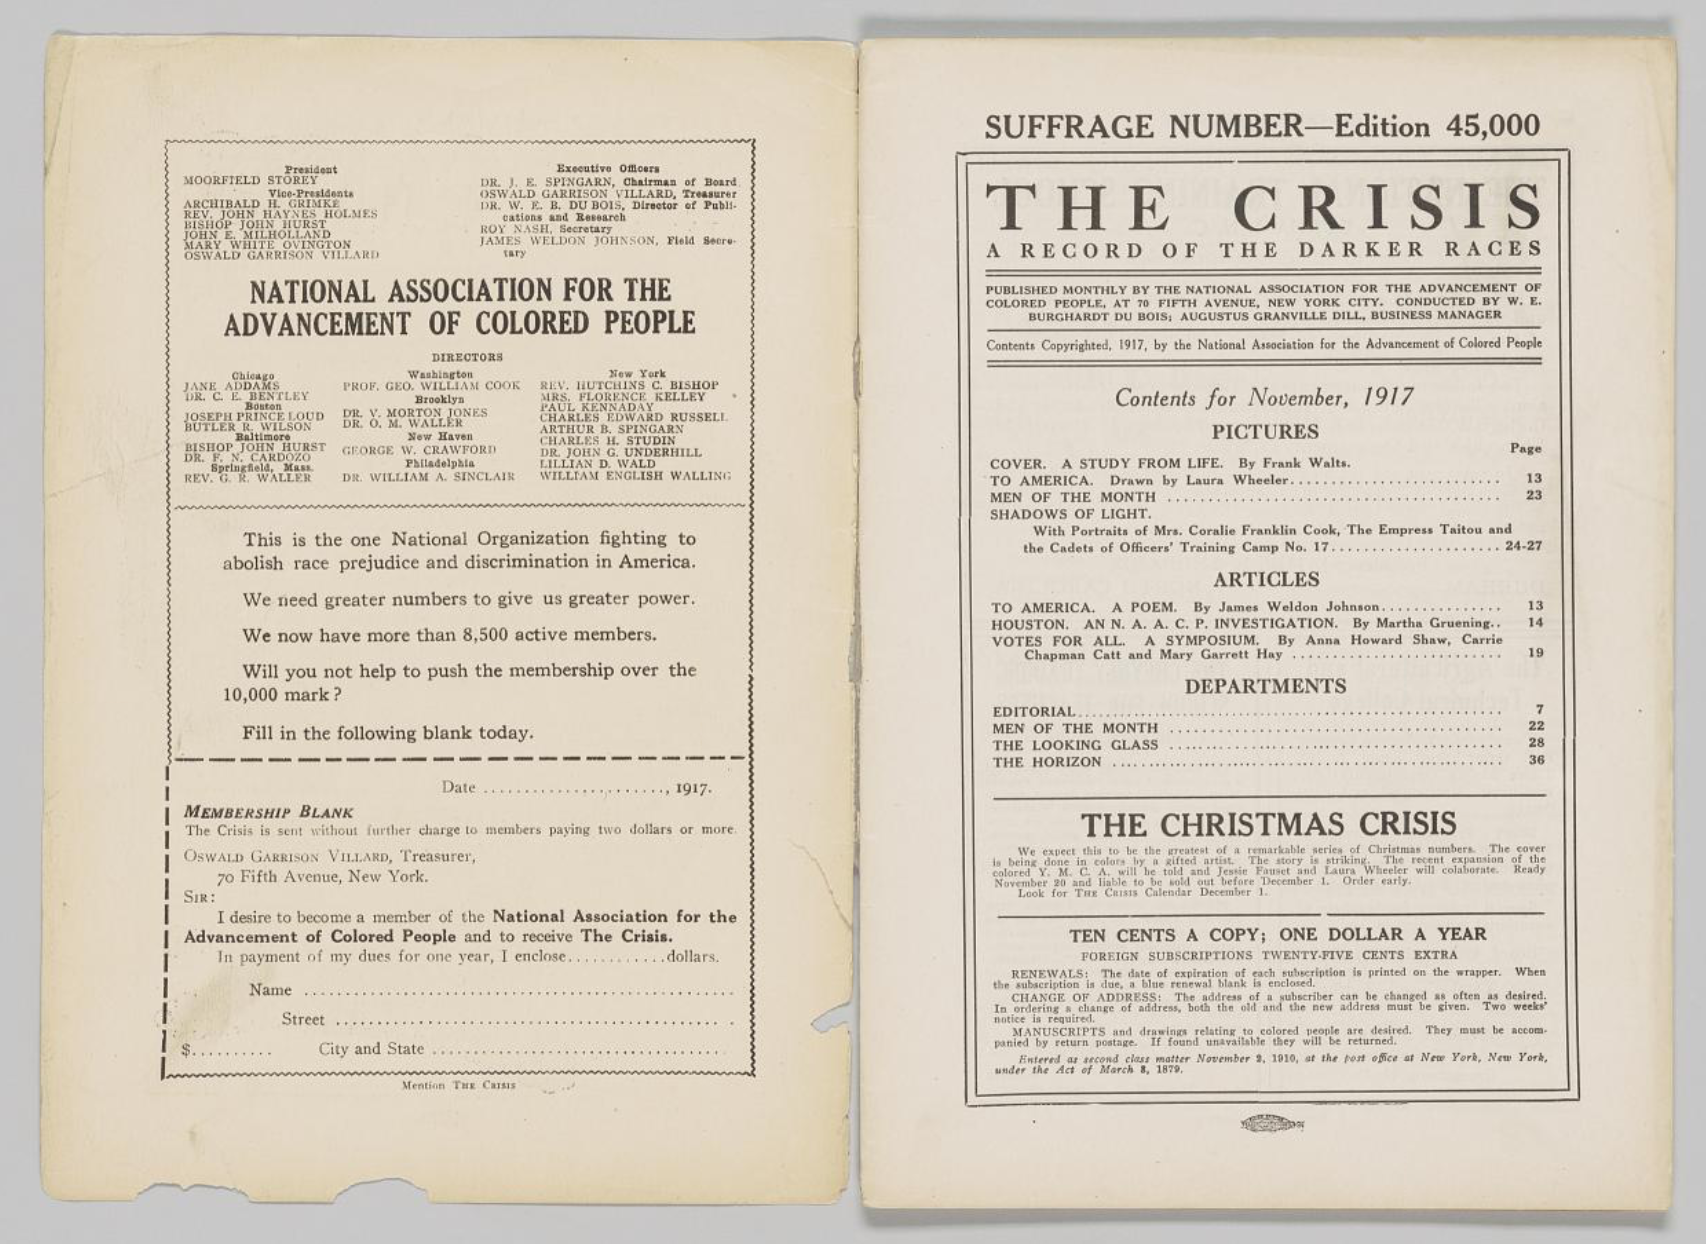 President
MOORFIELD STOREY
Vice-Presidents
ARCHIBALD H. GRIMKE
REV. JOHN HAYNES HOLMES
BISHOP JOHN HURST
JOHN E. MILHOLLAND
MARY WHITE OVINGTON
OSWALD GARRISON VILLARD
Executive Officers
DR. J. E. SPINGARN, Chairman of Board
OSWALD GARRISON VILLARD, Treasurer
DR. W. E. B. DU BOIS, Director of Publi-
cations and Research
ROY NASH, Secretary
JAMES WELDON JOHNSON, Field Secre-
tary
NATIONAL ASSOCIATION FOR THE
ADVANCEMENT OF COLORED PEOPLE
DIRECTORS
Chicago
JANE ADDAMS
DR. C. E. BENTLEY
Boston
JOSEPH PRINCE LOUD
BUTLER R. WILSON
Baltimore
BISHOP JOHN HURST
DR. F. N. CARDOZO
Springfield, Mass.
REV. G. R. WALLER
Washington
PROF. GEO. WILLIAM COOK
Brooklyn
DR. V. MORTON JONES
DR. O. M. WALLER
New Haven
GEORGE W. CRAWFORD
Philadelphia
DR. WILLIAM A. SINCLAIR
New York
REV. HUTCHINS C. BISHOP
MRS. FLORENCE KELLEY
PAUL KENNADAY
CHARLES EDWARD RUSSELL
ARTHUR B. SPINGARN
CHARLES H. STUDIN
DR. JOHN G. UNDERHILL
LILLIAN D. WALD
WILLIAM ENGLISH WALLING
This is the one National Organization fighting to
abolish race prejudice and discrimination in America.
We need greater numbers to give us greater power.
We now have more than 8,500 active members.
Will you not help to push the membership over the
10,000 mark?
Fill in the following blank today.
Date ......................, 1917.
MEMBERSHIP BLANK
The Crisis is sent without further charge to members paying two dollars or more.
OSWALD GARRISON VILLARD, Treasurer,
70 Fifth Avenue, New York.
SIR:
I desire to become a member of the National Association for the
Advancement of Colored People and to receive The Crisis.
In payment of my dues for one year, I enclose............dollars.
Name ......................................................
Street ..................................................
$.......... City and State ....................................
Mention THE CRISIS
SUFFRAGE NUMBER—Edition 45,000
THE CRISIS
A RECORD OF THE DARKER RACES
PUBLISHED MONTHLY BY THE NATIONAL ASSOCIATION FOR THE ADVANCEMENT OF
COLORED PEOPLE, AT 70 FIFTH AVENUE, NEW YORK CITY. CONDUCTED BY W. E.
BURGHARDT DU BOIS; AUGUSTUS GRANVILLE DILL, BUSINESS MANAGER
Contents Copyrighted, 1917, by the National Association for the Advancement of Colored People
Contents for November, 1917
PICTURES
Page
COVER. A STUDY FROM LIFE. By Frank Walts.
TO AMERICA. Drawn by Laura Wheeler.......................... 13
MEN OF THE MONTH .......................................... 23
SHADOWS OF LIGHT.
With Portraits of Mrs. Coralie Franklin Cook, The Empress Taitou and
the Cadets of Officers' Training Camp No. 17..................... 24-27
ARTICLES
TO AMERICA. A POEM. By James Weldon Johnson............... 13
HOUSTON. AN N. A. A. C. P. INVESTIGATION. By Martha Gruening.. 14
VOTES FOR ALL. A SYMPOSIUM. By Anna Howard Shaw, Carrie
Chapman Catt and Mary Garrett Hay .......................... 19
DEPARTMENTS
EDITORIAL..................................................... 7
MEN OF THE MONTH .......................................... 22
THE LOOKING GLASS .......................................... 28
THE HORIZON ................................................. 36
THE CHRISTMAS CRISIS
We expect this to be the greatest of a remarkable series of Christmas numbers. The cover
is being done in colors by a gifted artist. The story is striking. The recent expansion of the
colored Y. M. C. A. will be told and Jessie Fauset and Laura Wheeler will colaborate. Ready
November 20 and liable to be sold out before December 1. Order early.
Look for THE CRISIS Calendar December 1.
TEN CENTS A COPY; ONE DOLLAR A YEAR
FOREIGN SUBSCRIPTIONS TWENTY-FIVE CENTS EXTRA
RENEWALS: The date of expiration of each subscription is printed on the wrapper. When
the subscription is due, a blue renewal blank is enclosed.
CHANGE OF ADDRESS: The address of a subscriber can be changed as often as desired.
In ordering a change of address, both the old and the new address must be given. Two weeks'
notice is required.
MANUSCRIPTS and drawings relating to colored people are desired. They must be accom-
panied by return postage. If found unavailable they will be returned.
Entered as second class matter November 2, 1910, at the post office at New York, New York,
under the Act of March 3, 1879.